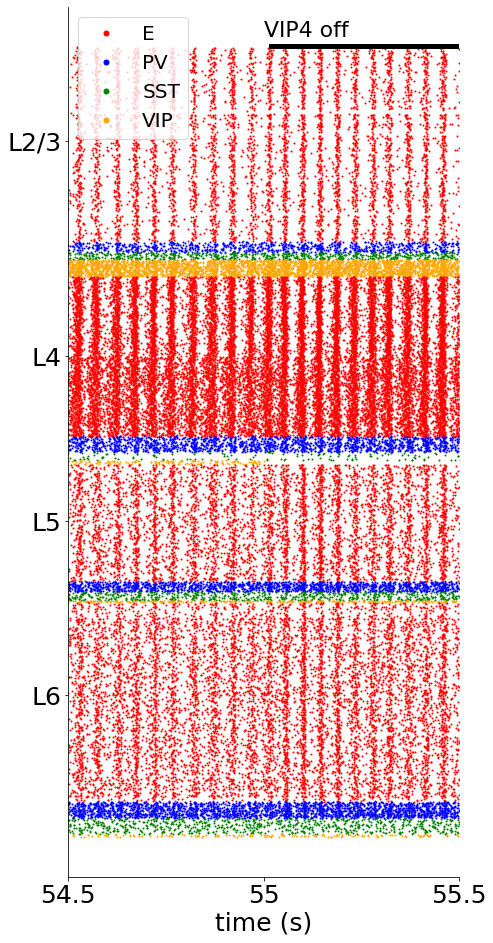 VIP4 off
E
PV
SST
VIP
L2/3
L4
L5
L6
54.5 55 55.5
time (s)